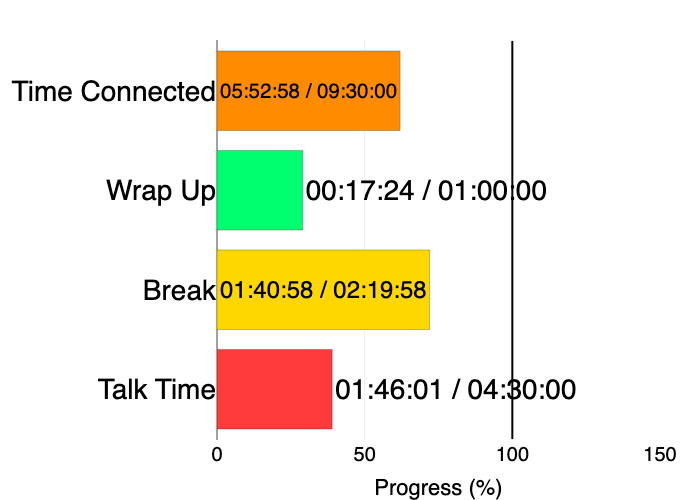 Time Connected 05:52:58 / 09:30:00
Wrap Up 00:17:24 / 01:00:00
Break 01:40:58 / 02:19:58
Talk Time 01:46:01 / 04:30:00
0 50 100 150
Progress (%)